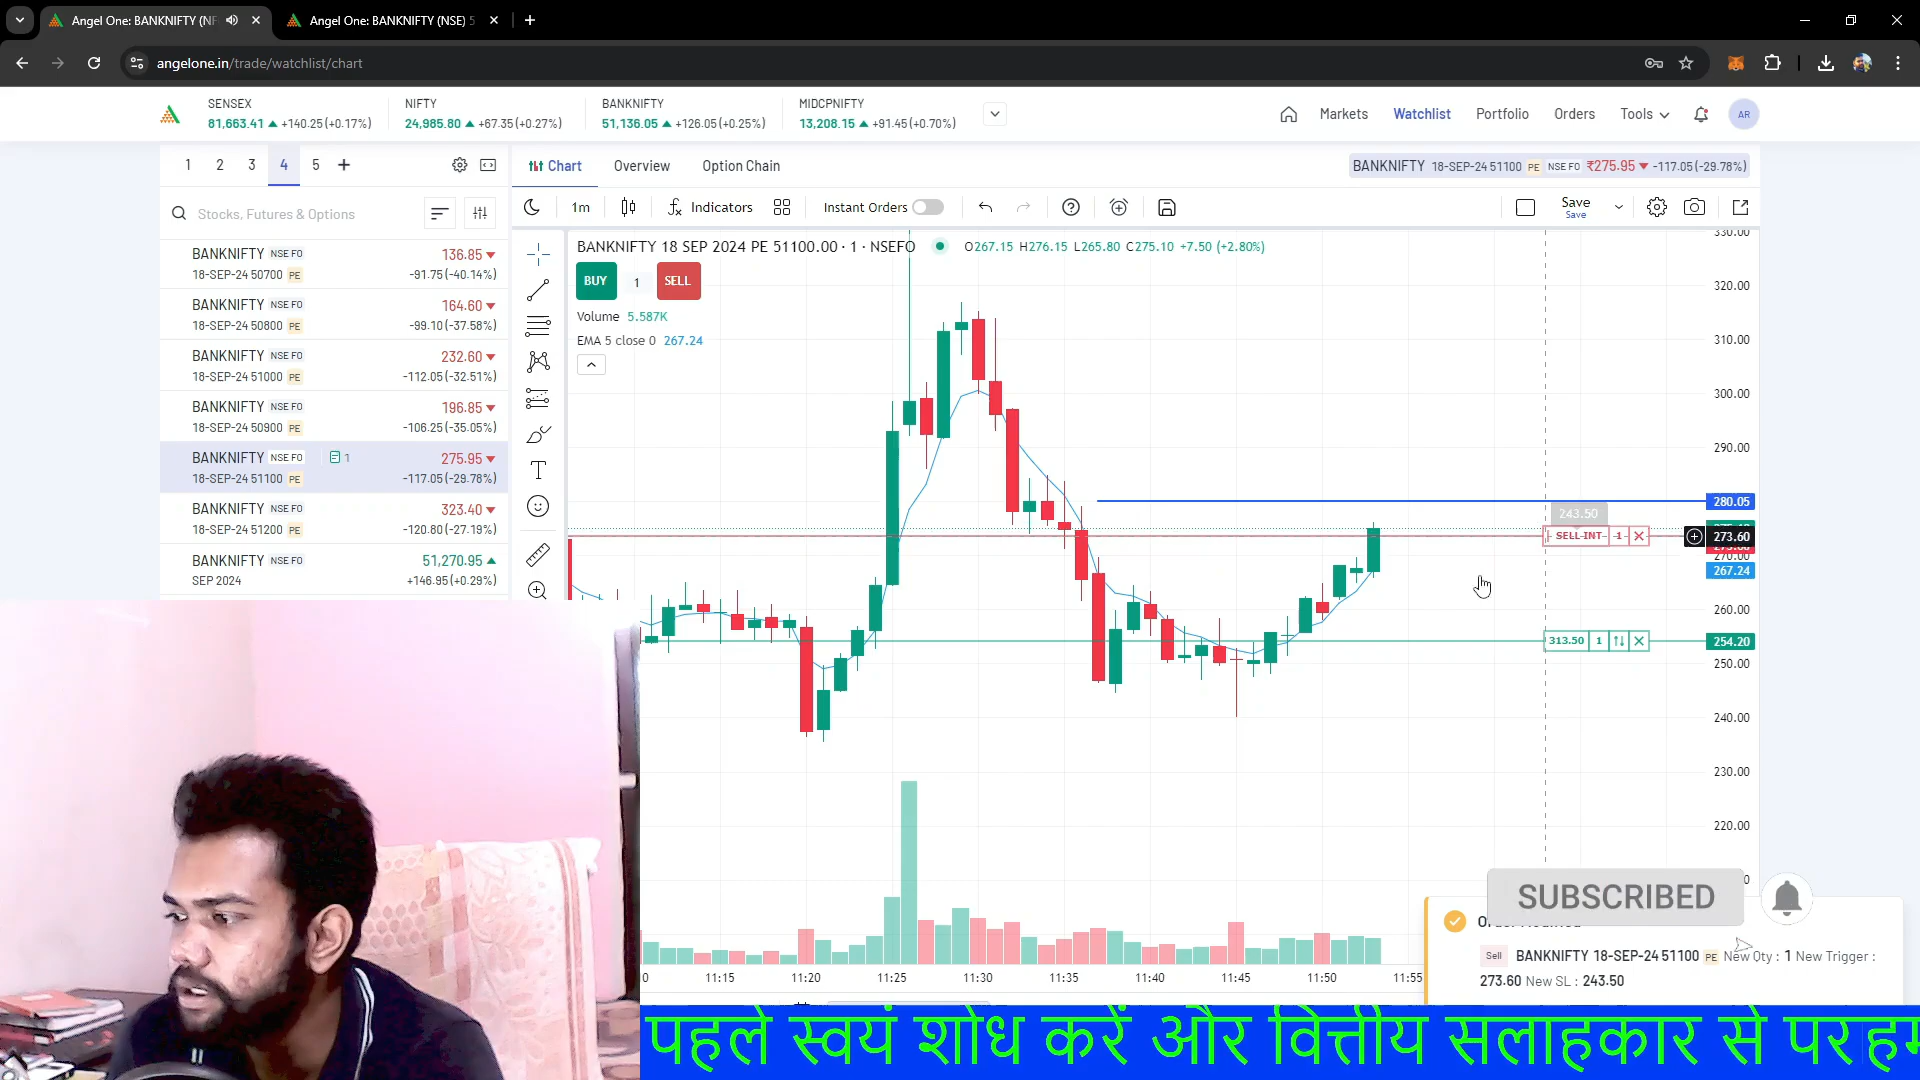 Angel One: BANKNIFTY (NF
Angel One: BANKNIFTY (NSE) 5
angelone.in/trade/watchlist/chart
SENSEX
81,663.41 +140.25(+0.17%)
NIFTY
24,985.80 +67.35(+0.27%)
BANKNIFTY
51,136.05 +126.05(+0.25%)
MIDCPNIFTY
13,208.15 +91.45(+0.70%)
Markets
Watchlist
Portfolio
Orders
Tools
AR
1 2 3 4 5 +
Stocks, Futures & Options
BANKNIFTY NSE FO 136.85
18-SEP-24 50700 PE -91.75(-40.14%)
BANKNIFTY NSE FO 164.60
18-SEP-24 50800 PE -99.10(-37.58%)
BANKNIFTY NSE FO 232.60
18-SEP-24 51000 PE -112.05(-32.51%)
BANKNIFTY NSE FO 196.85
18-SEP-24 50900 PE -106.25(-35.05%)
BANKNIFTY NSE FO 1 275.95
18-SEP-24 51100 PE -117.05(-29.78%)
BANKNIFTY NSE FO 323.40
18-SEP-24 51200 PE -120.80(-27.19%)
BANKNIFTY NSE FO 51,270.95
SEP 2024 +146.95(+0.29%)
Chart Overview Option Chain
BANKNIFTY 18-SEP-24 51100 PE NSE FO ₹275.95 -117.05(-29.78%)
1m Indicators Instant Orders Save
Save
BANKNIFTY 18 SEP 2024 PE 51100.00 · 1 · NSEFO O267.15 H276.15 L265.80 C275.10 +7.50 (+2.80%)
BUY 1 SELL
Volume 5.587K
EMA 5 close 0 267.24
330.00
320.00
310.00
300.00
290.00
280.05
243.50
SELL-INT -1
273.60
270.00
267.24
260.00
313.50 1
254.20
250.00
240.00
230.00
220.00
11:15 11:20 11:25 11:30 11:35 11:40 11:45 11:50 11:55
SUBSCRIBED
Sell BANKNIFTY 18-SEP-24 51100 PE New Qty : 1 New Trigger :
273.60 New SL : 243.50
पहले स्वयं शोध करें और वित्तीय सलाहकार से